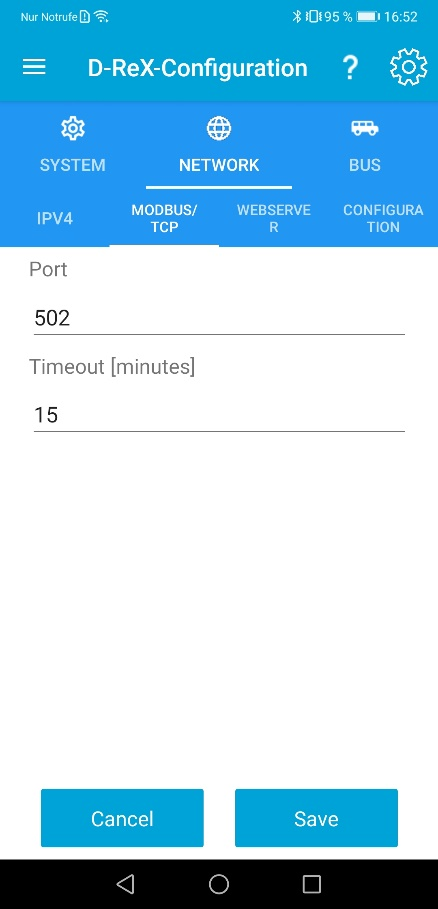 Nur Notrufe 95 % 16:52
D-ReX-Configuration ?
SYSTEM NETWORK BUS
IPV4 MODBUS/ WEBSERVE CONFIGURA
TCP R TION
Port
502
Timeout [minutes]
15
Cancel Save